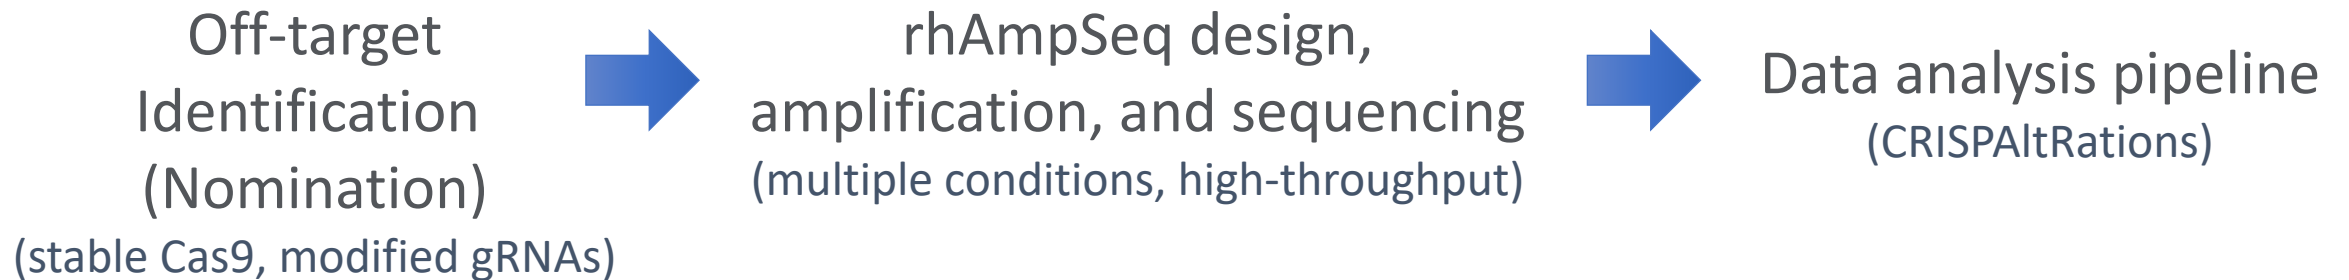 Off-target
Identification
(Nomination)
(stable Cas9, modified gRNAs)
rhAmpSeq design,
amplification, and sequencing
(multiple conditions, high-throughput)
Data analysis pipeline
(CRISPAltRations)